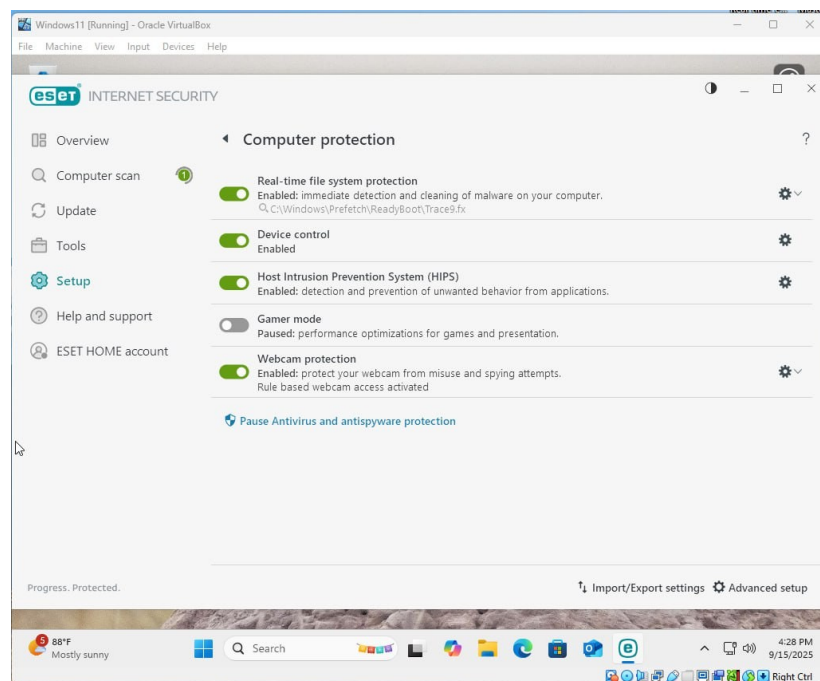 Windows11 [Running] - Oracle VirtualBox
File Machine View Input Devices Help
eset INTERNET SECURITY
Overview
Computer scan 1
Update
Tools
Setup
Help and support
ESET HOME account
Computer protection ?
Real-time file system protection
Enabled: immediate detection and cleaning of malware on your computer.
C:\Windows\Prefetch\ReadyBoot\Trace9.fx
Device control
Enabled
Host Intrusion Prevention System (HIPS)
Enabled: detection and prevention of unwanted behavior from applications.
Gamer mode
Paused: performance optimizations for games and presentation.
Webcam protection
Enabled: protect your webcam from misuse and spying attempts.
Rule based webcam access activated
Pause Antivirus and antispyware protection
Progress. Protected.
Import/Export settings Advanced setup
5 88°F
Mostly sunny
Search
e
4:28 PM
9/15/2025
Right Ctrl